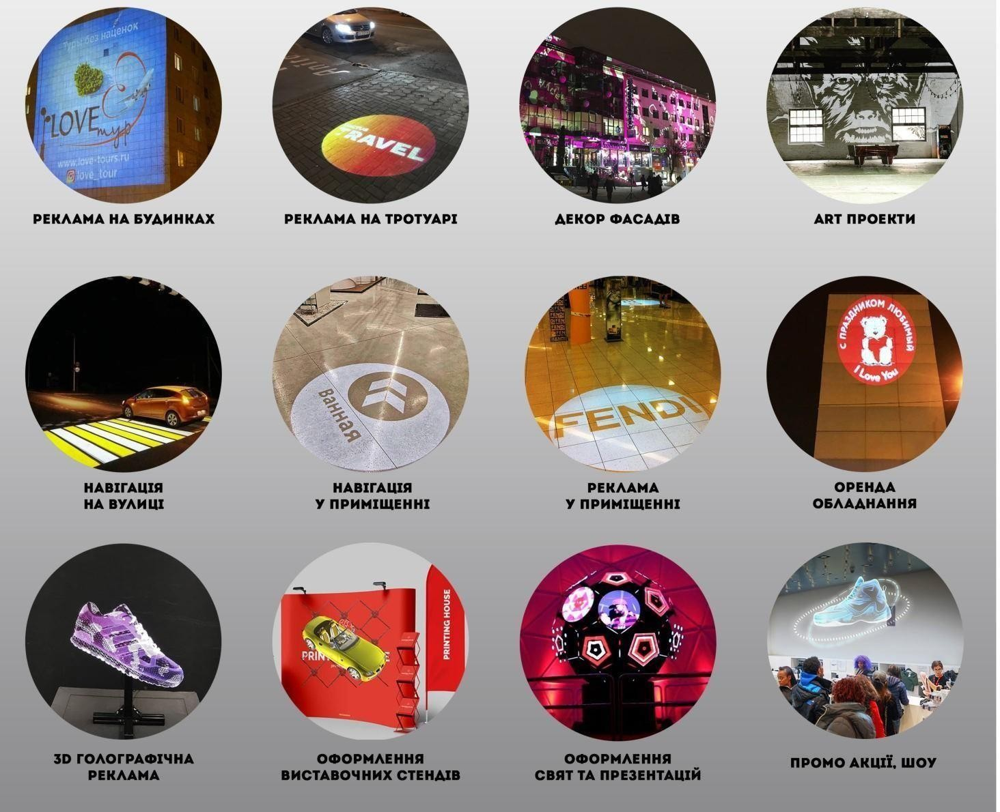 Туры без наценок
LOVE
тур
www.love-tours.ru
love_tour
TRAVEL
РЕКЛАМА НА БУДИНКАХ
РЕКЛАМА НА ТРОТУАРІ
ДЕКОР ФАСАДІВ
ART ПРОЕКТИ
Ванная
FENDI
FENDI
С ПРАЗДНИКОМ ЛЮБИМЫЙ
I Love You
НАВІГАЦІЯ
НА ВУЛИЦІ
НАВІГАЦІЯ
У ПРИМІЩЕННІ
РЕКЛАМА
У ПРИМІЩЕННІ
ОРЕНДА
ОБЛАДНАННЯ
PRINTING HOUSE
3D ГОЛОГРАФІЧНА
РЕКЛАМА
ОФОРМЛЕННЯ
ВИСТАВОЧНИХ СТЕНДІВ
ОФОРМЛЕННЯ
СВЯТ ТА ПРЕЗЕНТАЦІЙ
ПРОМО АКЦІЇ, ШОУ